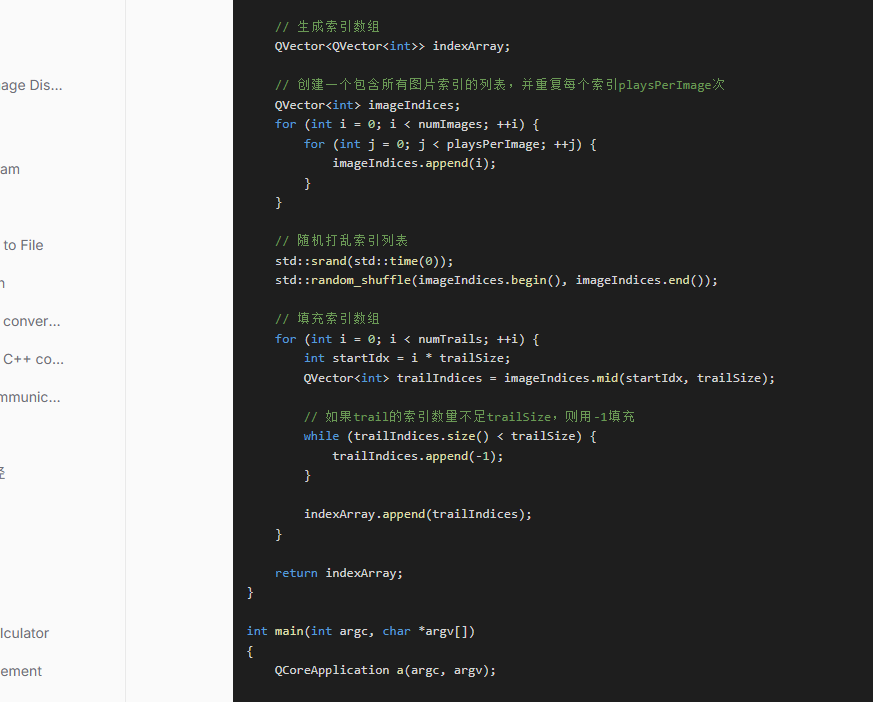 age Dis...
am
to File
conver...
C++ co...
mmunic...
// 生成索引数组
QVector<QVector<int>> indexArray;
// 创建一个包含所有图片索引的列表，并重复每个索引playsPerImage次
QVector<int> imageIndices;
for (int i = 0; i < numImages; ++i) {
for (int j = 0; j < playsPerImage; ++j) {
imageIndices.append(i);
}
}
// 随机打乱索引列表
std::srand(std::time(0));
std::random_shuffle(imageIndices.begin(), imageIndices.end());
// 填充索引数组
for (int i = 0; i < numTrails; ++i) {
int startIdx = i * trailSize;
QVector<int> trailIndices = imageIndices.mid(startIdx, trailSize);
// 如果trail的索引数量不足trailSize，则用-1填充
while (trailIndices.size() < trailSize) {
trailIndices.append(-1);
}
indexArray.append(trailIndices);
}
return indexArray;
}
int main(int argc, char *argv[])
{
QCoreApplication a(argc, argv);
lculator
ement